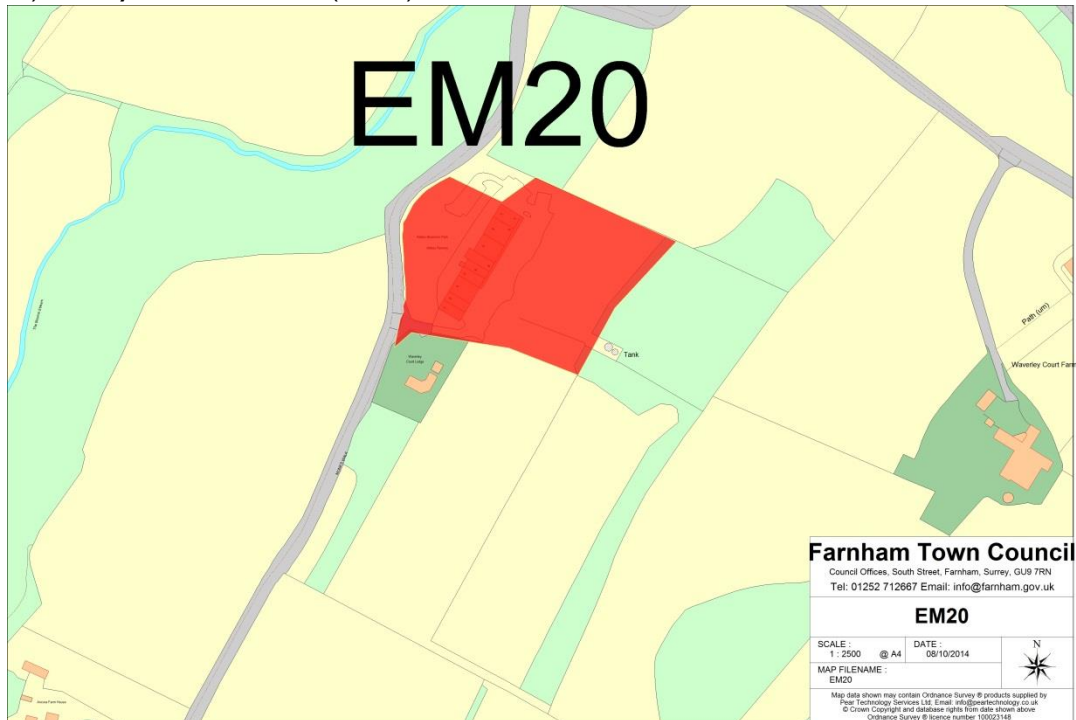 EM20
Tank
Path (um)
Waverley Court Farm
Waverley
Court Lodge
Farnham Town Council
Council Offices, South Street, Farnham, Surrey, GU9 7RN
Tel: 01252 712667 Email: info@farnham.gov.uk
EM20
SCALE :
1 : 2500 @ A4
DATE :
08/10/2014
N
MAP FILENAME :
EM20
Map data shown may contain Ordnance Survey ® products supplied by
Pear Technology Services Ltd. Email: info@peartechnology.co.uk
© Crown Copyright and database rights from date shown above
Ordnance Survey ® licence number 100023148